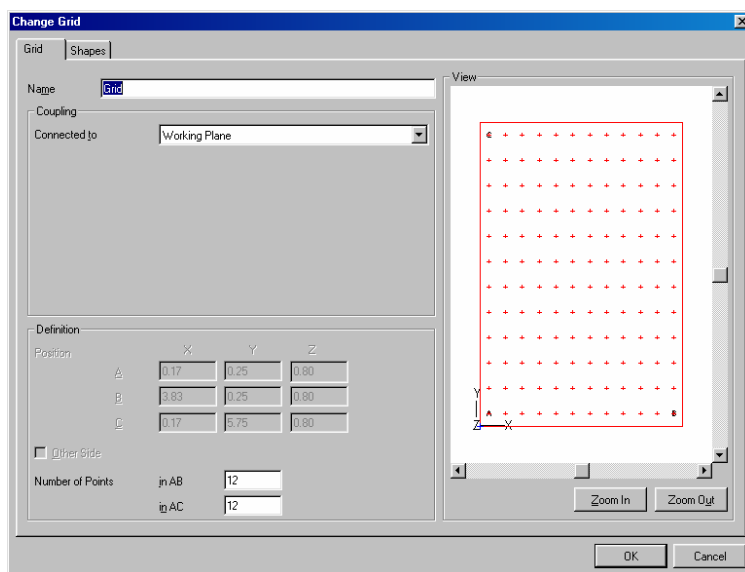 Change Grid
Grid Shapes
Name Grid
Coupling
Connected to Working Plane
Definition
Position X Y Z
A 0.17 0.25 0.80
B 3.83 0.25 0.80
C 0.17 5.75 0.80
Other Side
Number of Points in AB 12
in AC 12
View
C
Y
A B
Z X
Zoom In Zoom Out
OK Cancel